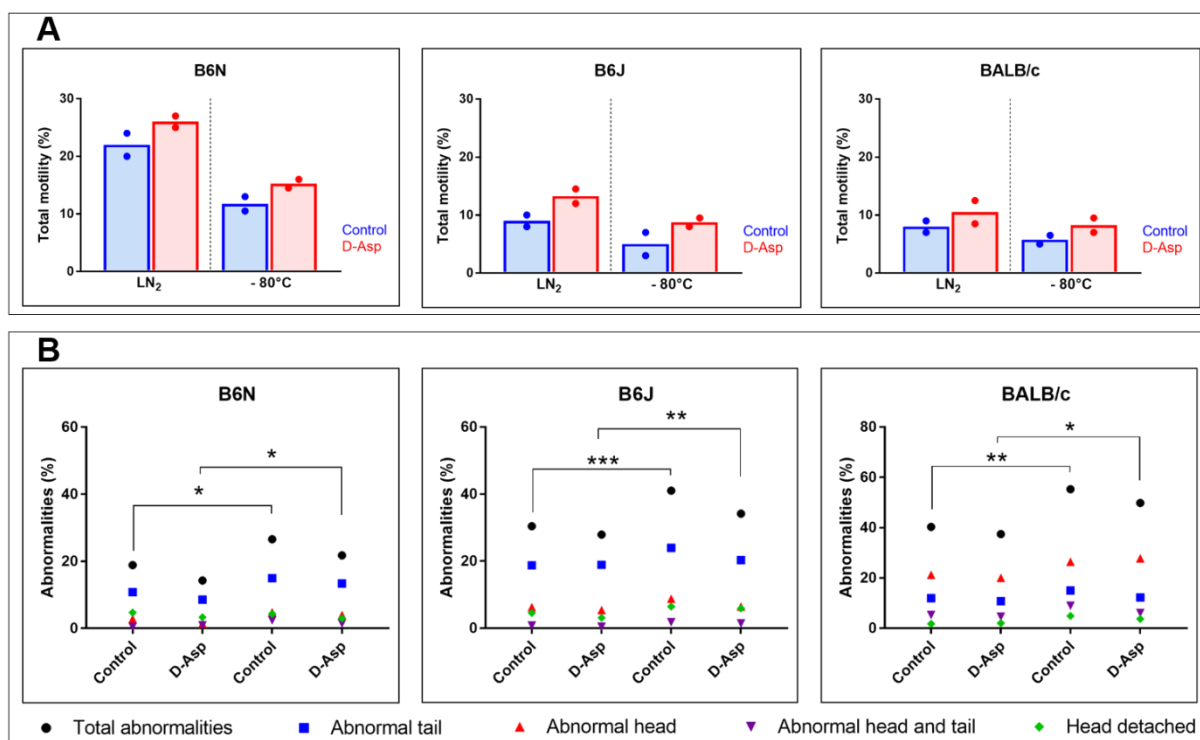 A
B6N
30
20
10
0
Total motility (%)
LN2
- 80°C
Control
D-Asp
B6J
30
20
10
0
Total motility (%)
LN2
- 80°C
Control
D-Asp
BALB/c
30
20
10
0
Total motility (%)
LN2
- 80°C
Control
D-Asp
B
B6N
60
40
20
0
Abnormalities (%)
*
*
Control
D-Asp
Control
D-Asp
B6J
60
40
20
0
Abnormalities (%)
**
***
Control
D-Asp
Control
D-Asp
BALB/c
80
60
40
20
0
Abnormalities (%)
*
**
Control
D-Asp
Control
D-Asp
Total abnormalities
Abnormal tail
Abnormal head
Abnormal head and tail
Head detached